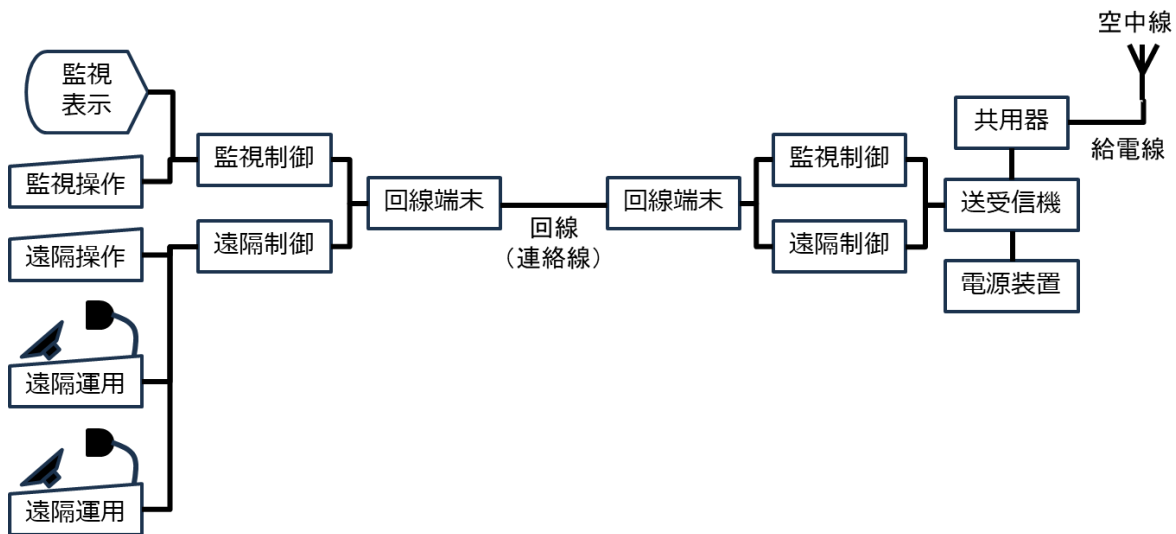 空中線
監視
表示
共用器
監視制御
監視制御
給電線
監視操作
回線端末
回線端末
送受信機
回線
(連絡線)
遠隔操作
遠隔制御
遠隔制御
電源装置
遠隔運用
遠隔運用